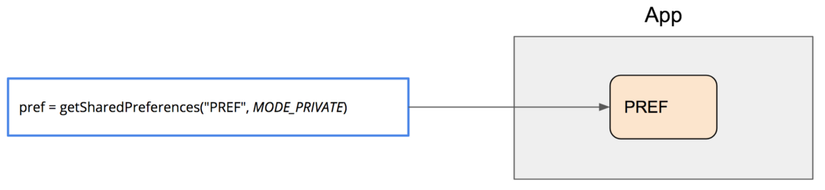 App
pref = getSharedPreferences("PREF", MODE_PRIVATE)
PREF